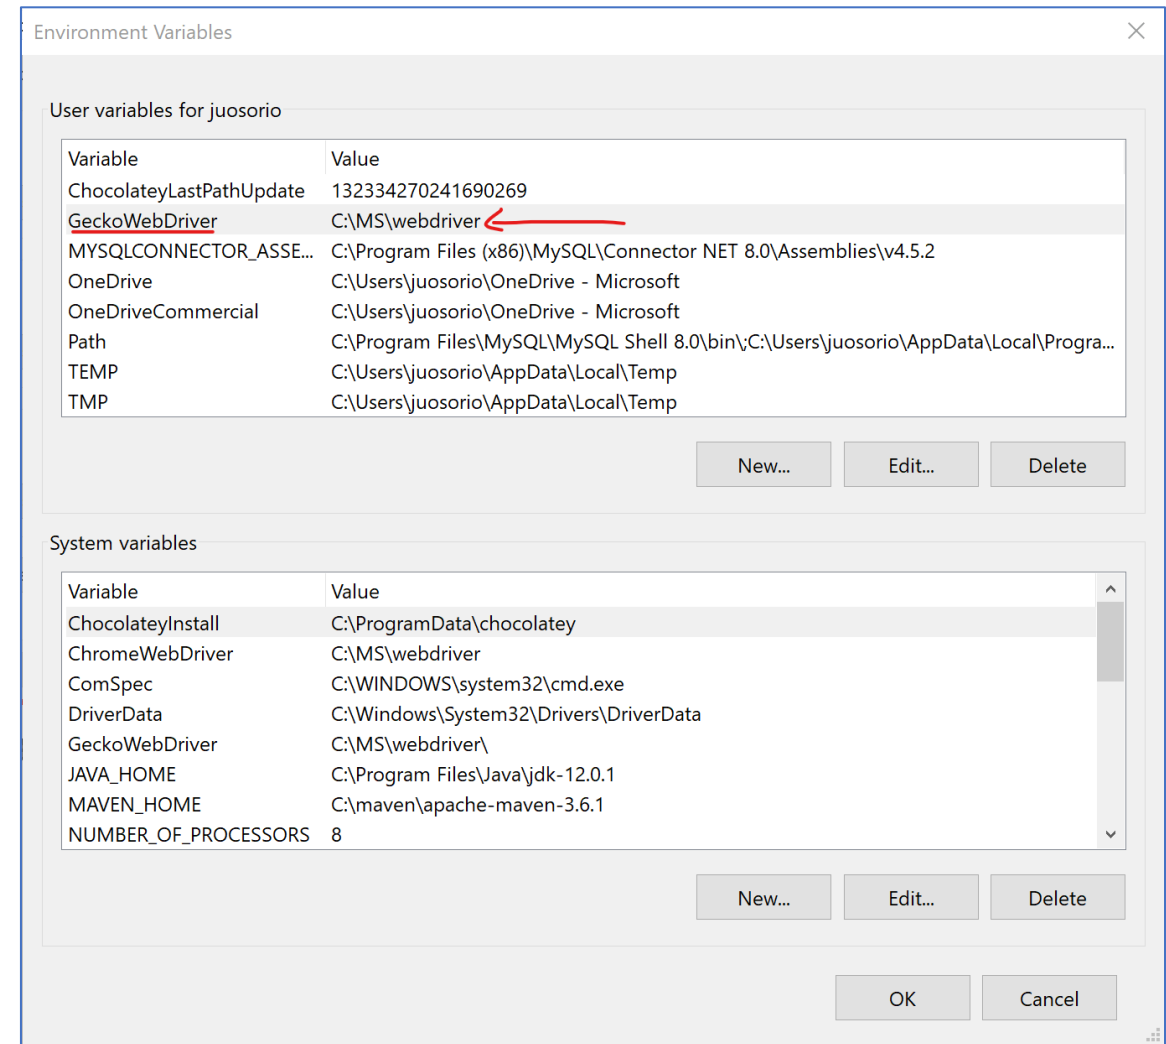 Environment Variables
User variables for juosorio
Variable Value
ChocolateyLastPathUpdate 132334270241690269
GeckoWebDriver C:\MS\webdriver
MYSQLCONNECTOR_ASSE... C:\Program Files (x86)\MySQL\Connector NET 8.0\Assemblies\v4.5.2
OneDrive C:\Users\juosorio\OneDrive - Microsoft
OneDriveCommercial C:\Users\juosorio\OneDrive - Microsoft
Path C:\Program Files\MySQL\MySQL Shell 8.0\bin\;C:\Users\juosorio\AppData\Local\Progra...
TEMP C:\Users\juosorio\AppData\Local\Temp
TMP C:\Users\juosorio\AppData\Local\Temp
New... Edit... Delete
System variables
Variable Value
ChocolateyInstall C:\ProgramData\chocolatey
ChromeWebDriver C:\MS\webdriver
ComSpec C:\WINDOWS\system32\cmd.exe
DriverData C:\Windows\System32\Drivers\DriverData
GeckoWebDriver C:\MS\webdriver\
JAVA_HOME C:\Program Files\Java\jdk-12.0.1
MAVEN_HOME C:\maven\apache-maven-3.6.1
NUMBER_OF_PROCESSORS 8
New... Edit... Delete
OK Cancel